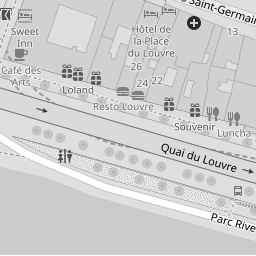 Saint-Germain
Sweet
Inn
Hôtel de
la Place
du Louvre
13
26
24
22
Café des
Arts
Loland
Resto Louvre
Souvenir
Luncha
Quai du Louvre
Parc Rive